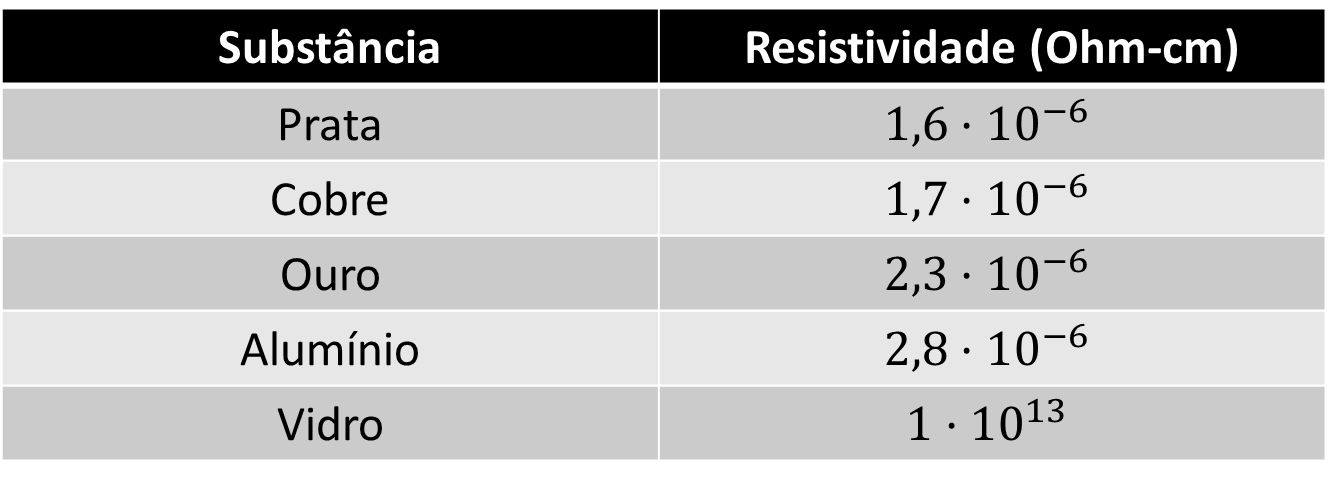 Substância Resistividade (Ohm-cm)
Prata 1,6 · 10⁻⁶
Cobre 1,7 · 10⁻⁶
Ouro 2,3 · 10⁻⁶
Alumínio 2,8 · 10⁻⁶
Vidro 1 · 10¹³